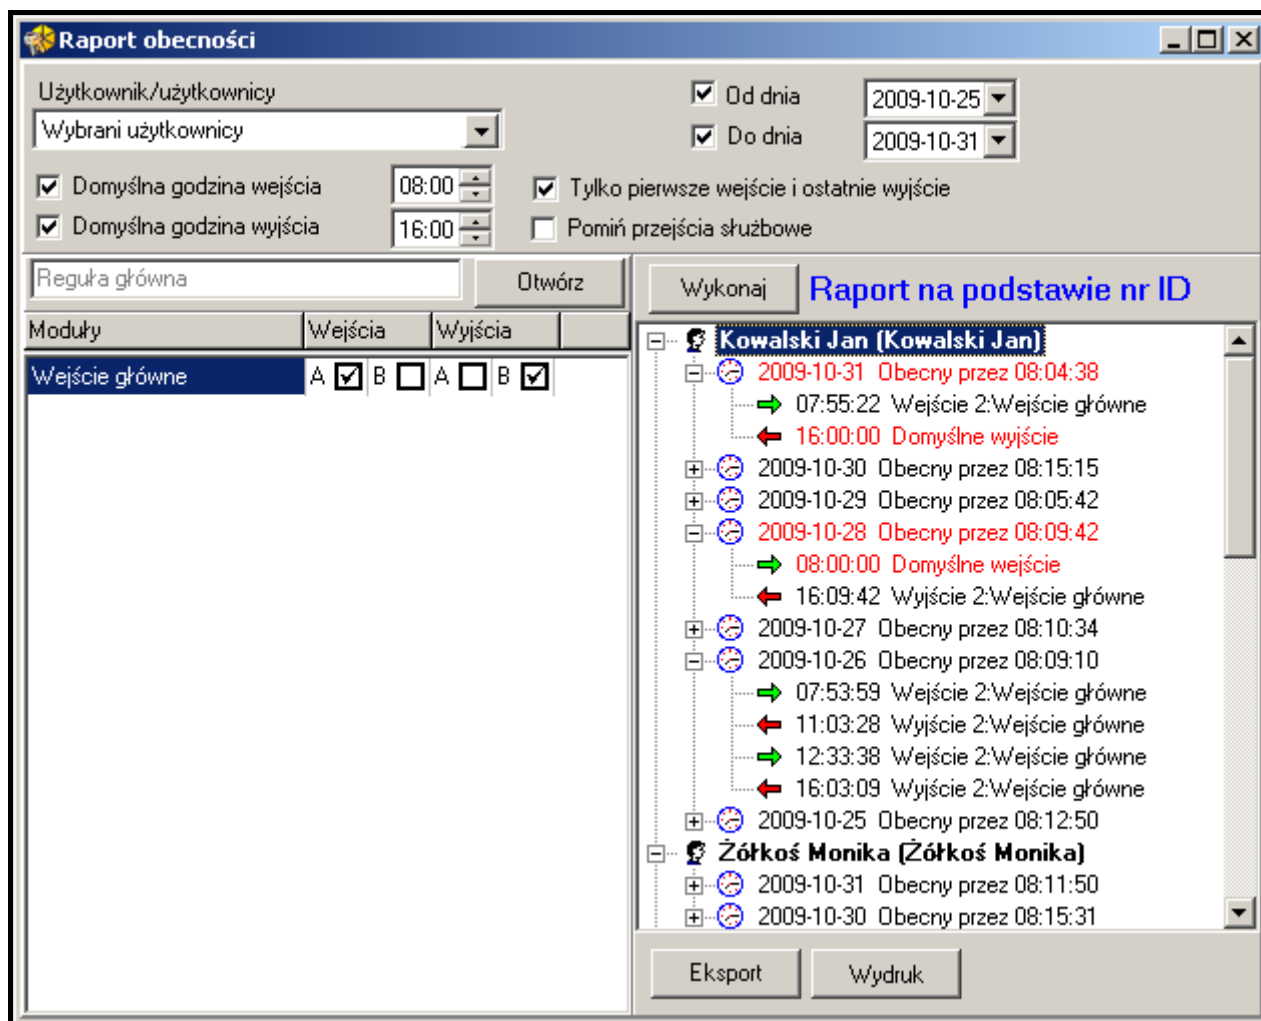 Raport obecności
Użytkownik/użytkownicy
Wybrani użytkownicy
Od dnia 2009-10-25
Do dnia 2009-10-31
Domyślna godzina wejścia 08:00
Tylko pierwsze wejście i ostatnie wyjście
Domyślna godzina wyjścia 16:00
Pomiń przejścia służbowe
Reguła główna Otwórz
Moduły Wejścia Wyjścia
Wejście główne A B A B
Wykonaj Raport na podstawie nr ID
Kowalski Jan (Kowalski Jan)
2009-10-31 Obecny przez 08:04:38
07:55:22 Wejście 2:Wejście główne
16:00:00 Domyślne wyjście
2009-10-30 Obecny przez 08:15:15
2009-10-29 Obecny przez 08:05:42
2009-10-28 Obecny przez 08:09:42
08:00:00 Domyślne wejście
16:09:42 Wyjście 2:Wejście główne
2009-10-27 Obecny przez 08:10:34
2009-10-26 Obecny przez 08:09:10
07:53:59 Wejście 2:Wejście główne
11:03:28 Wyjście 2:Wejście główne
12:33:38 Wejście 2:Wejście główne
16:03:09 Wyjście 2:Wejście główne
2009-10-25 Obecny przez 08:12:50
Żółkoś Monika (Żółkoś Monika)
2009-10-31 Obecny przez 08:11:50
2009-10-30 Obecny przez 08:15:31
Eksport Wydruk